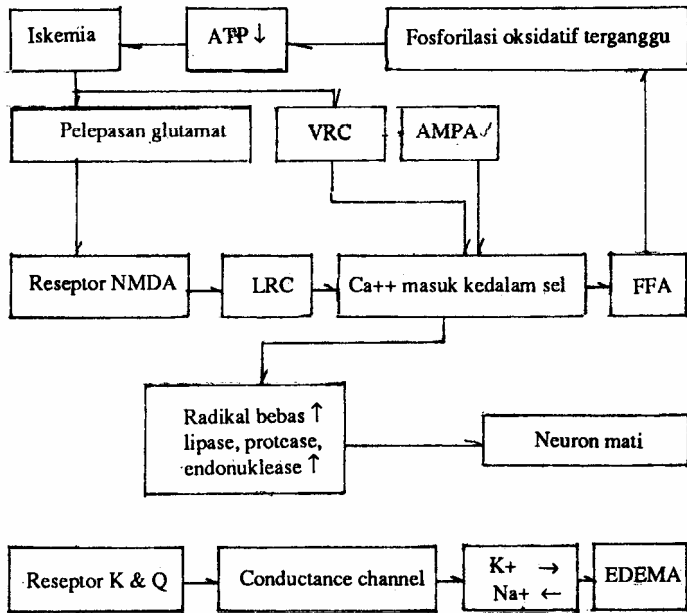 Iskemia
ATP ↓
Fosforilasi oksidatif terganggu
Pelepasan glutamat
VRC
AMPA
Reseptor NMDA
LRC
Ca++ masuk kedalam sel
FFA
Radikal bebas ↑
lipase, protcase,
endonuklease ↑
Neuron mati
Reseptor K & Q
Conductance channel
K+ →
Na+ ←
EDEMA